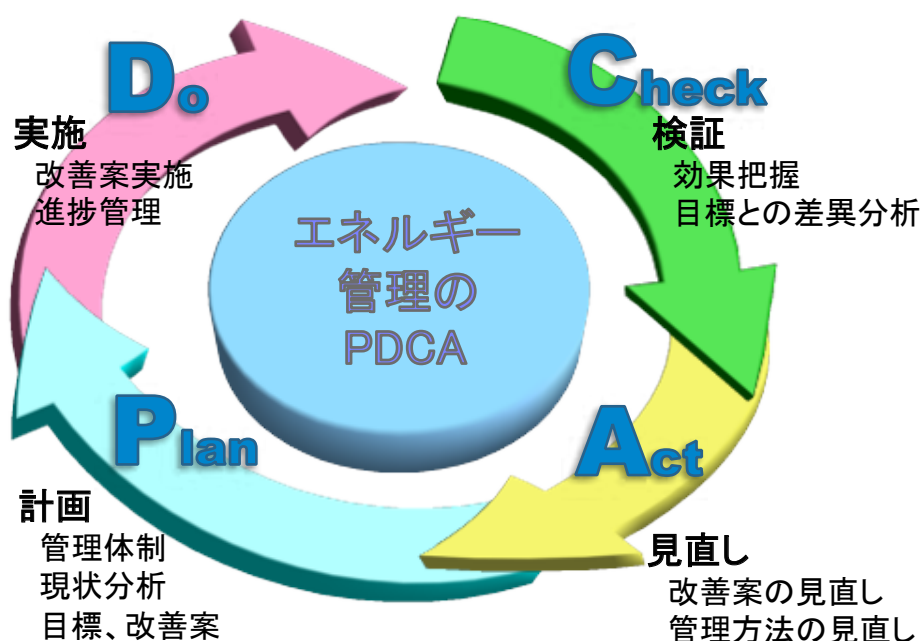 Do
実施
改善案実施
進捗管理
Check
検証
効果把握
目標との差異分析
エネルギー
管理の
PDCA
Plan
計画
管理体制
現状分析
目標、改善案
Act
見直し
改善案の見直し
管理方法の見直し